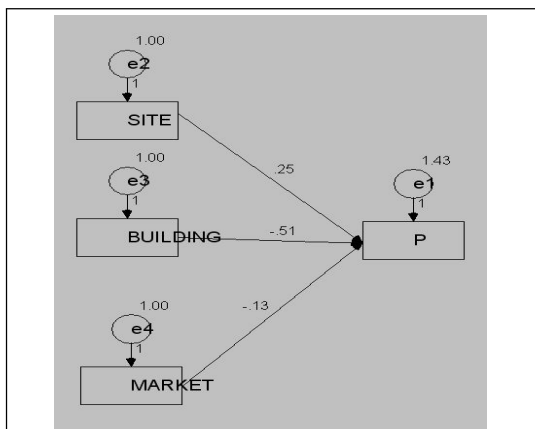 1.00
e2
1
SITE
.25
1.00
e3
1
BUILDING
-.51
1.43
e1
1
P
-.13
1.00
e4
1
MARKET